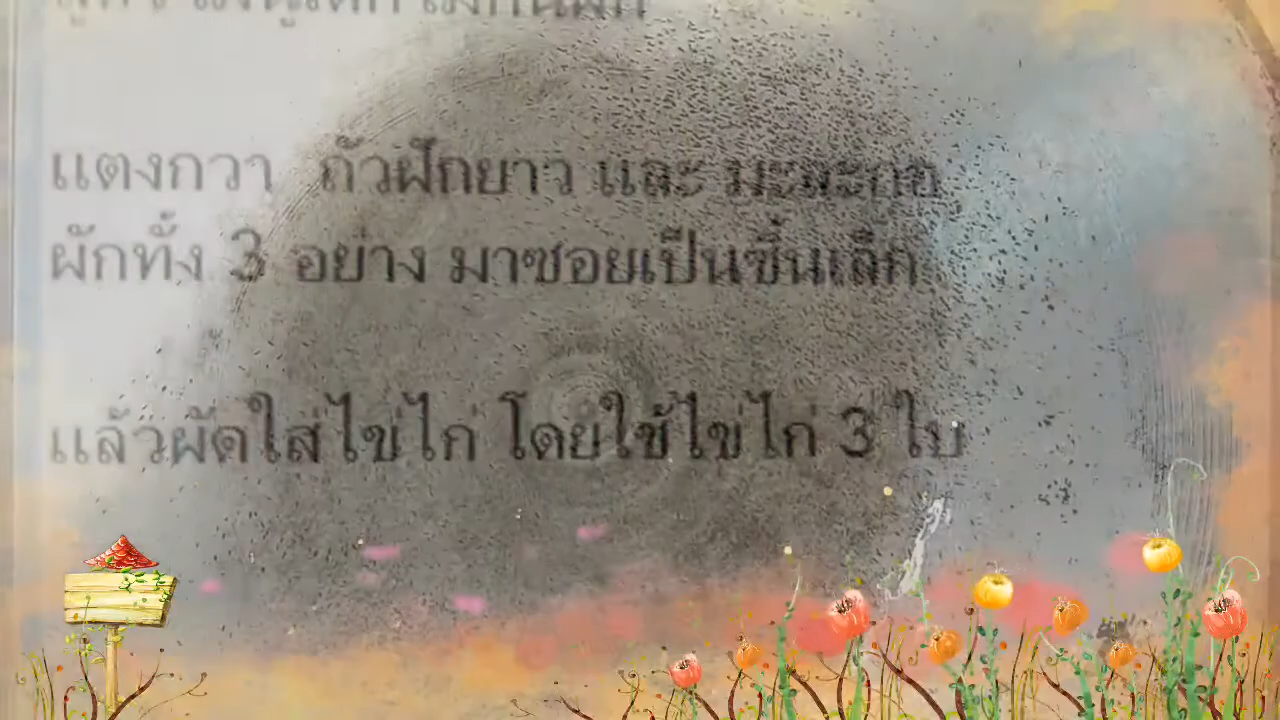 แตงกวา ถั่วฝักยาว และ มะละกอ
ผักทั้ง 3 อย่าง มาซอยเป็นชิ้นเล็ก
แล้วผัดใส่ไข่ไก่ โดยใช้ไข่ไก่ 3 ใบ